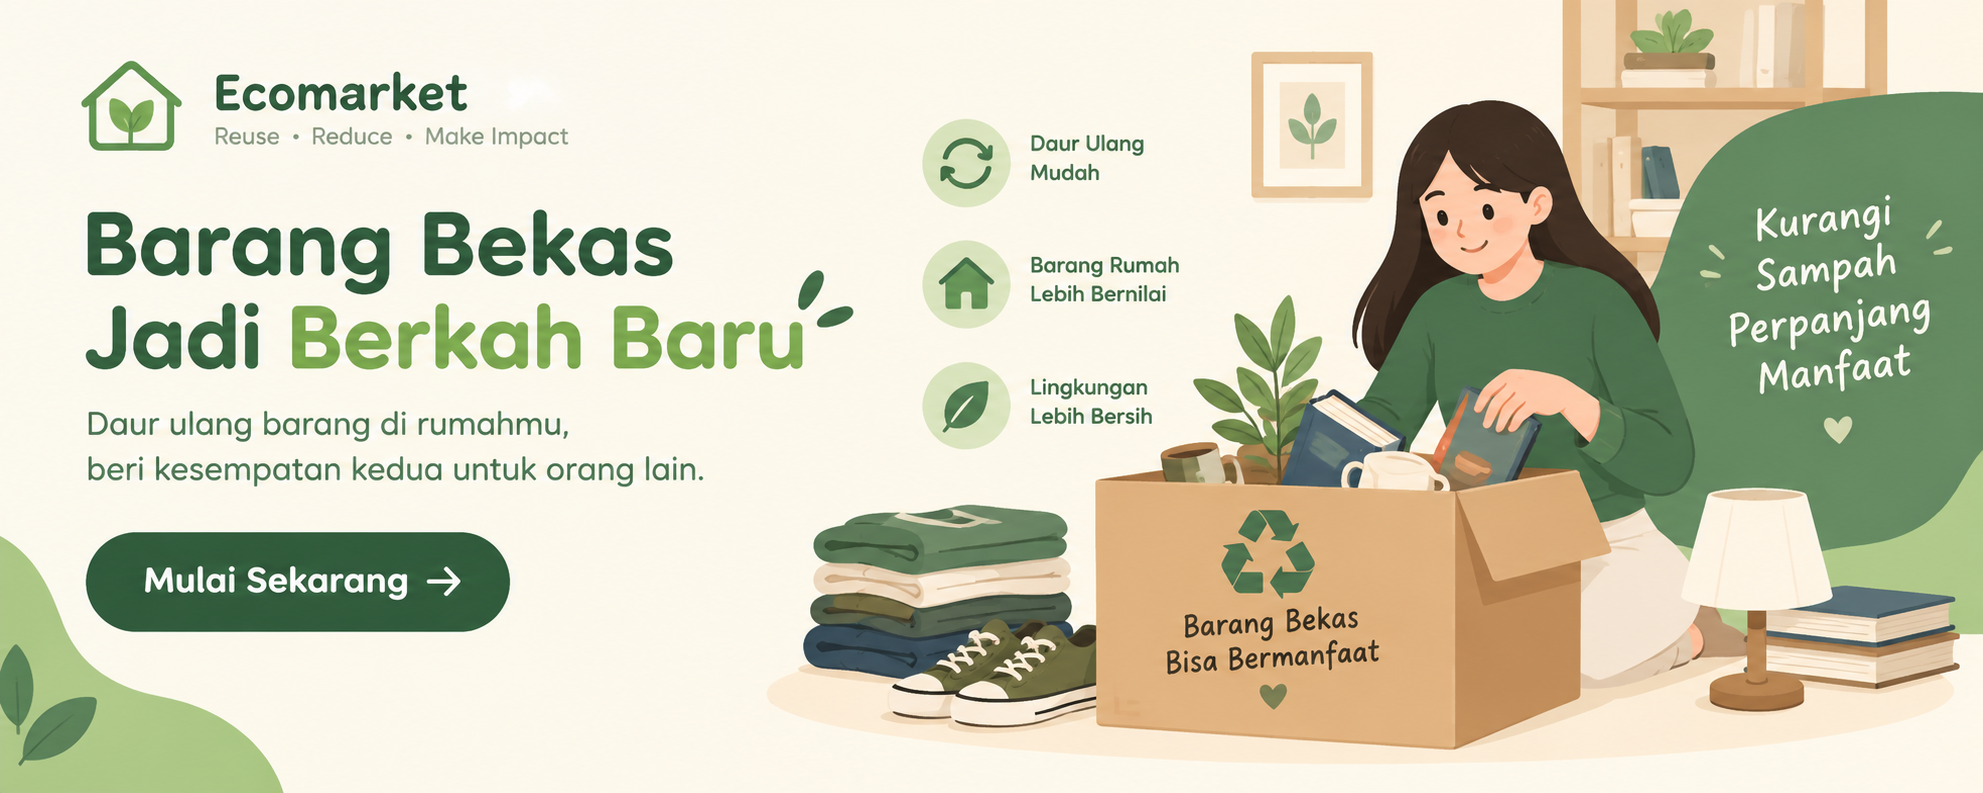 Ecomarket
Reuse • Reduce • Make Impact
Barang Bekas
Jadi Berkah Baru
Daur ulang barang di rumahmu,
beri kesempatan kedua untuk orang lain.
Mulai Sekarang →
Daur Ulang
Mudah
Barang Rumah
Lebih Bernilai
Lingkungan
Lebih Bersih
Kurangi
Sampah
Perpanjang
Manfaat
Barang Bekas
Bisa Bermanfaat